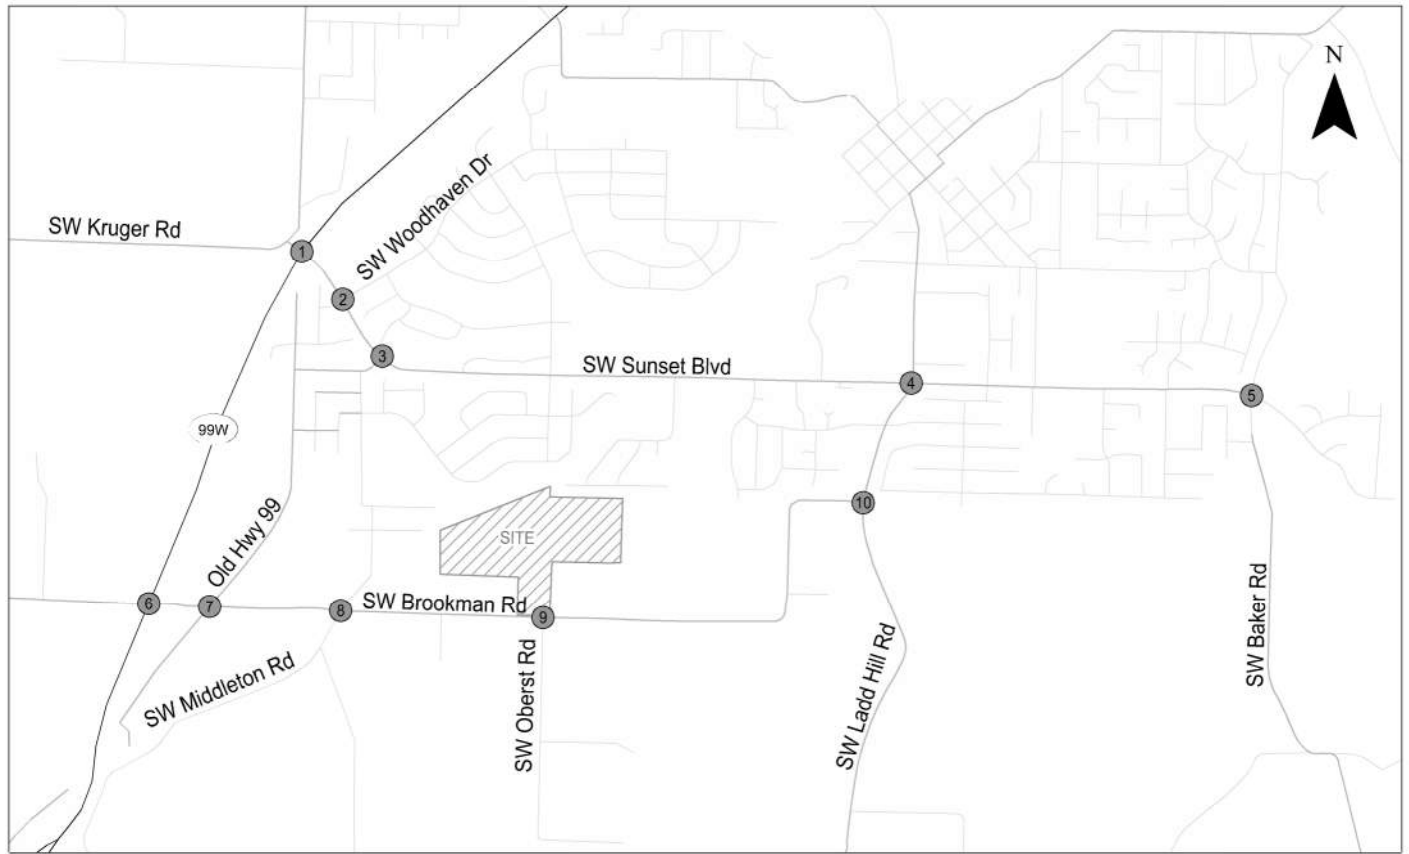 N
SW Kruger Rd
1
SW Woodhaven Dr
2
3
SW Sunset Blvd
4
5
99W
Old Hwy 99
SITE
10
6
7
8
SW Brookman Rd
9
SW Middleton Rd
SW Oberst Rd
SW Ladd Hill Rd
SW Baker Rd